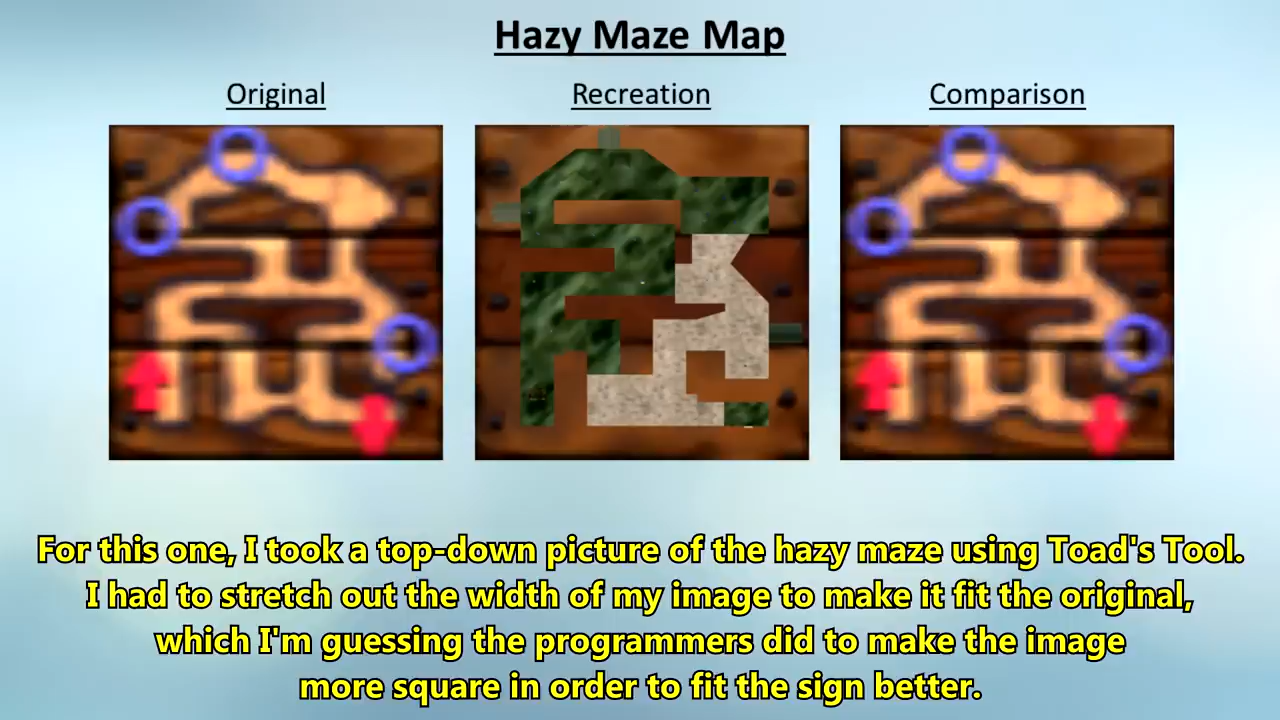 Hazy Maze Map
Original
Recreation
Comparison
For this one, I took a top-down picture of the hazy maze using Toad's Tool.
I had to stretch out the width of my image to make it fit the original,
which I'm guessing the programmers did to make the image
more square in order to fit the sign better.